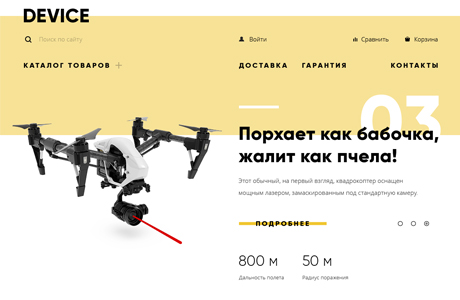 DEVICE
Поиск по сайту
Войти
Сравнить
Корзина
КАТАЛОГ ТОВАРОВ
ДОСТАВКА
ГАРАНТИЯ
КОНТАКТЫ
03
Порхает как бабочка,
жалит как пчела!
Этот обычный, на первый взгляд, квадрокоптер оснащен
мощным лазером, замаскированным под стандартную камеру.
ПОДРОБНЕЕ
800 м
50 м
Дальность полета
Радиус поражения